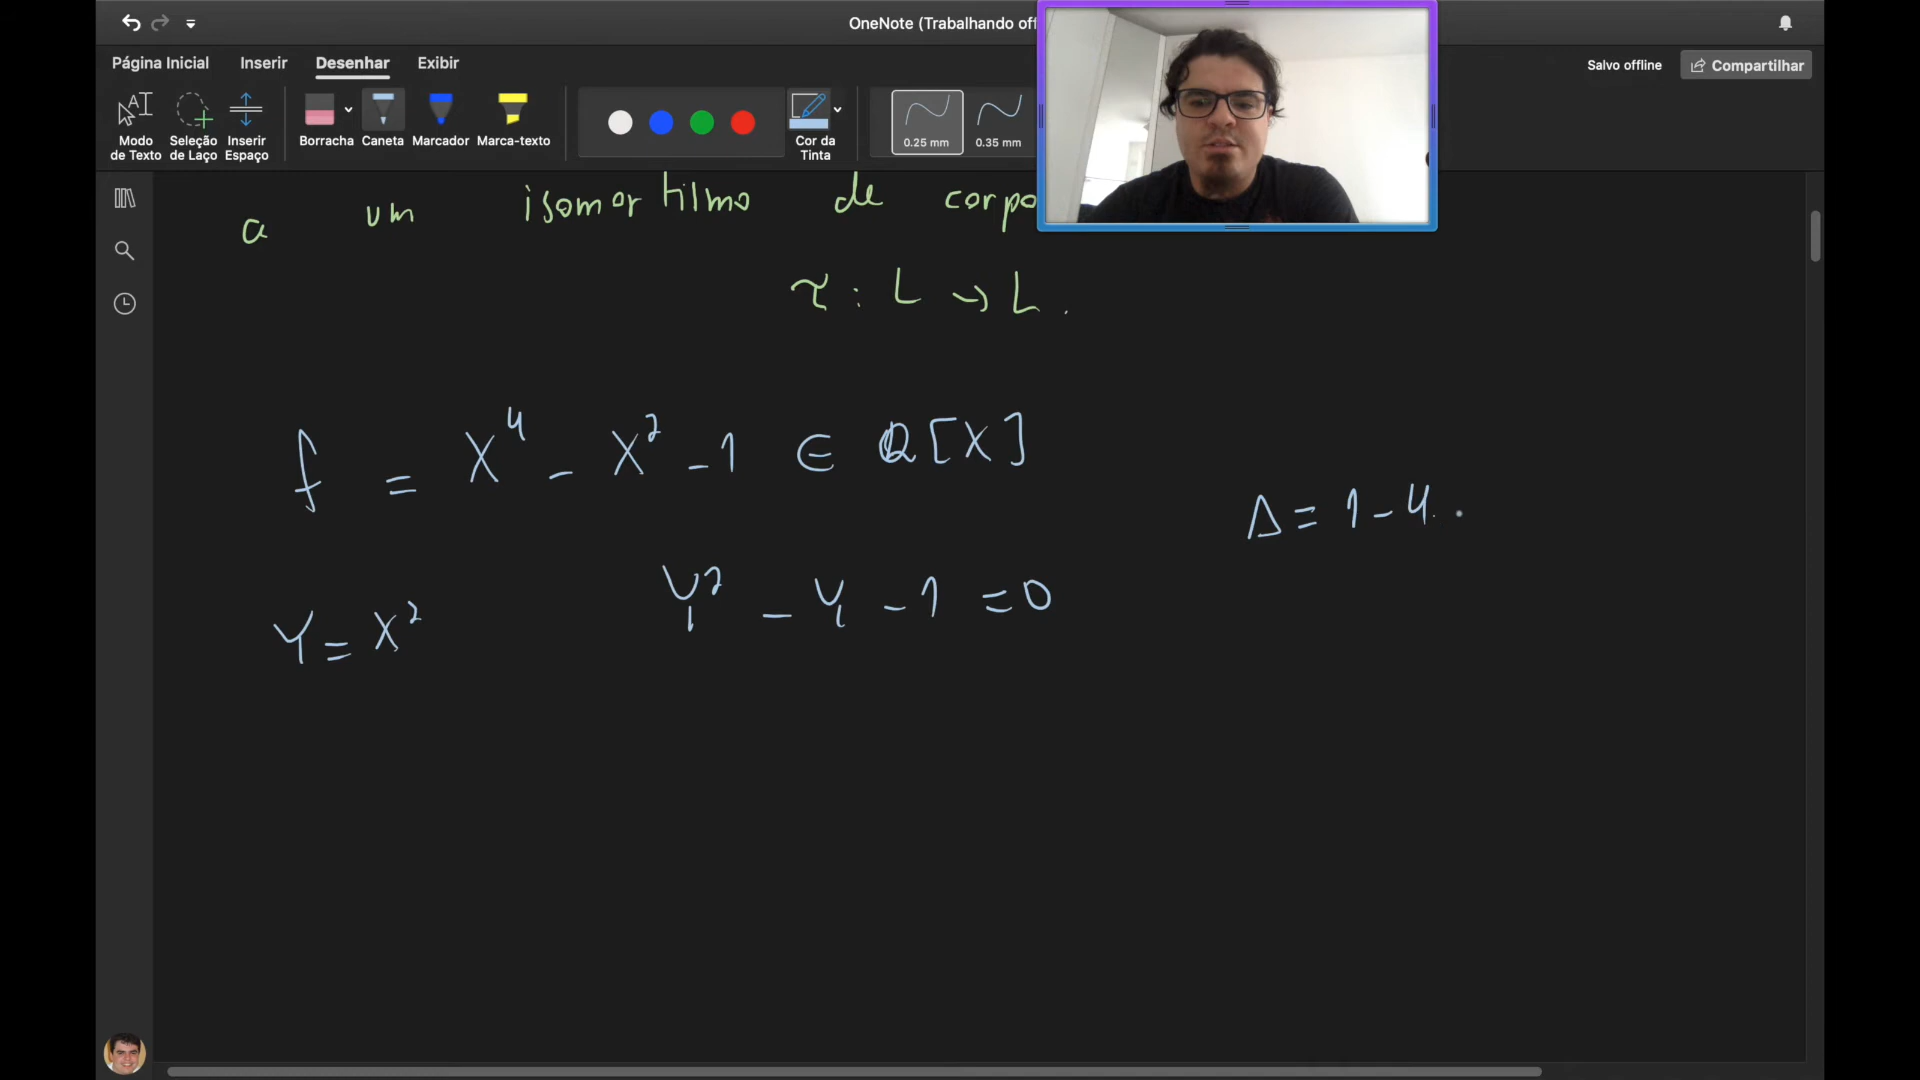 OneNote (Trabalhando off
Página Inicial Inserir Desenhar Exibir
Salvo offline Compartilhar
Modo de Texto Seleção de Laço Inserir Espaço Borracha Caneta Marcador Marca-texto Cor da Tinta 0.25 mm 0.35 mm
a um isomorfismo de corpo
τ : L → L .
f = X⁴ - X² - 1 ∈ Q[X]
Δ = 1 - 4 .
Y² - Y - 1 = 0
Y = X²